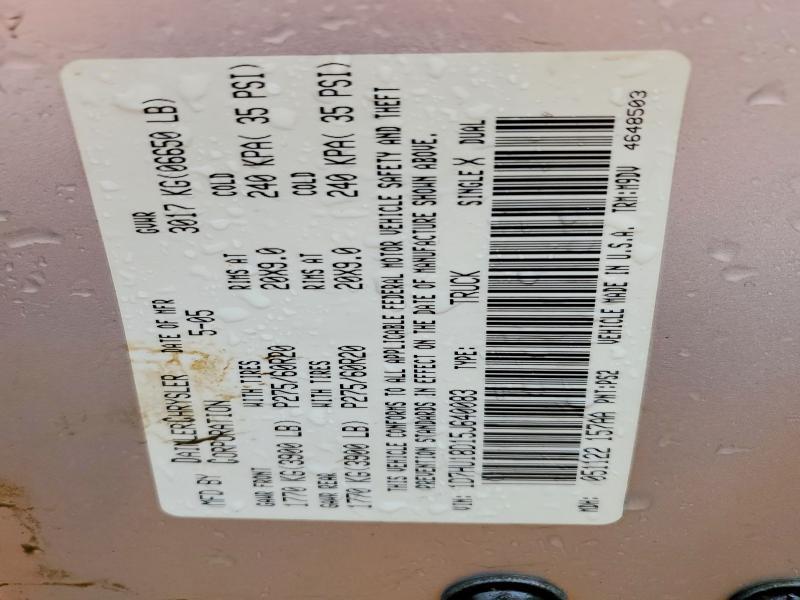 MFD BY DAIMLERCHRYSLER CORPORATION
DATE OF MFR 5-05
GVWR 3017 KG(06650 LB)
GAWR FRONT WITH TIRES RIMS AT COLD
1770 KG(3900 LB) P275/60R20 20X9.0 240 KPA( 35 PSI)
GAWR REAR WITH TIRES RIMS AT COLD
1770 KG(3900 LB) P275/60R20 20X9.0 240 KPA( 35 PSI)
THIS VEHICLE CONFORMS TO ALL APPLICABLE FEDERAL MOTOR VEHICLE SAFETY AND THEFT
PREVENTION STANDARDS IN EFFECT ON THE DATE OF MANUFACTURE SHOWN ABOVE.
VIN: TYPE: TRUCK SINGLE X DUAL
MDH: 051122 157AA PNT:PS2 VEHICLE MADE IN U.S.A. TRM:M9DV
4648503